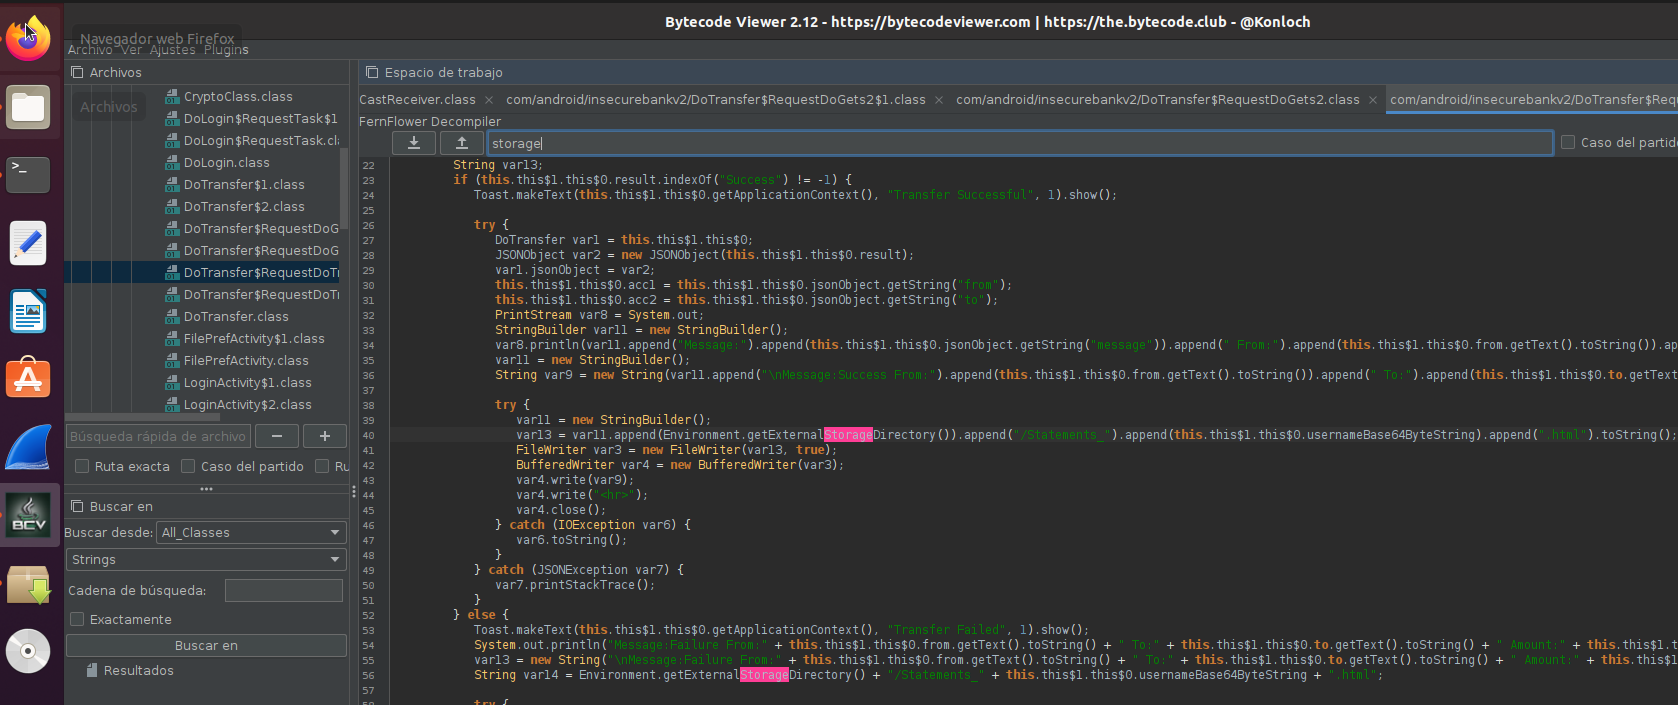 Bytecode Viewer 2.12 - https://bytecodeviewer.com | https://the.bytecode.club - @Konloch
Navegador web Firefox
Archivo Ver Ajustes Plugins
Archivos
Archivos
CryptoClass.class
DoLogin$RequestTask$1
DoLogin$RequestTask.cl
DoLogin.class
DoTransfer$1.class
DoTransfer$2.class
DoTransfer$RequestDoG
DoTransfer$RequestDoG
DoTransfer$RequestDoT
DoTransfer$RequestDoT
DoTransfer.class
FilePrefActivity$1.class
FilePrefActivity.class
LoginActivity$1.class
LoginActivity$2.class
Búsqueda rápida de archivo
Ruta exacta Caso del partido Ru
Buscar en
Buscar desde: All_Classes
Strings
Cadena de búsqueda:
Exactamente
Buscar en
Resultados
>_
BCV
Espacio de trabajo
CastReceiver.class × com/android/insecurebankv2/DoTransfer$RequestDoGets2$1.class × com/android/insecurebankv2/DoTransfer$RequestDoGets2.class × com/android/insecurebankv2/DoTransfer$Requ
FernFlower Decompiler
storage Caso del partid
22 String var13;
23 if (this.this$1.this$0.result.indexOf("Success") != -1) {
24 Toast.makeText(this.this$1.this$0.getApplicationContext(), "Transfer Successful", 1).show();
25
26 try {
27 DoTransfer var1 = this.this$1.this$0;
28 JSONObject var2 = new JSONObject(this.this$1.this$0.result);
29 var1.jsonObject = var2;
30 this.this$1.this$0.acc1 = this.this$1.this$0.jsonObject.getString("from");
31 this.this$1.this$0.acc2 = this.this$1.this$0.jsonObject.getString("to");
32 PrintStream var8 = System.out;
33 StringBuilder var11 = new StringBuilder();
34 var8.println(var11.append("Message:").append(this.this$1.this$0.jsonObject.getString("message")).append(" From:").append(this.this$1.this$0.from.getText().toString()).ap
35 var11 = new StringBuilder();
36 String var9 = new String(var11.append("\nMessage:Success From:").append(this.this$1.this$0.from.getText().toString()).append(" To:").append(this.this$1.this$0.to.getText
37
38 try {
39 var11 = new StringBuilder();
40 var13 = var11.append(Environment.getExternalStorageDirectory()).append("/Statements_").append(this.this$1.this$0.usernameBase64ByteString).append(".html").toString();
41 FileWriter var3 = new FileWriter(var13, true);
42 BufferedWriter var4 = new BufferedWriter(var3);
43 var4.write(var9);
44 var4.write("<hr>");
45 var4.close();
46 } catch (IOException var6) {
47 var6.toString();
48 }
49 } catch (JSONException var7) {
50 var7.printStackTrace();
51 }
52 } else {
53 Toast.makeText(this.this$1.this$0.getApplicationContext(), "Transfer Failed", 1).show();
54 System.out.println("Message:Failure From:" + this.this$1.this$0.from.getText().toString() + " To:" + this.this$1.this$0.to.getText().toString() + " Amount:" + this.this$1.t
55 var13 = new String("\nMessage:Failure From:" + this.this$1.this$0.from.getText().toString() + " To:" + this.this$1.this$0.to.getText().toString() + " Amount:" + this.this$1
56 String var14 = Environment.getExternalStorageDirectory() + "/Statements_" + this.this$1.this$0.usernameBase64ByteString + ".html";
57
try {